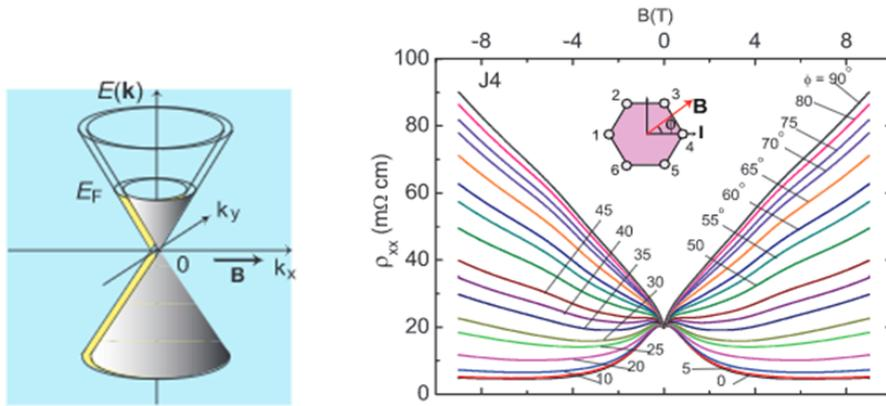 E(k)
E_F
k_y
0
B
k_x
B(T)
-8 -4 0 4 8
ρxx (mΩ cm)
100
80
60
40
20
0
J4
2 3
B
φ
1 4 I
6 5
ϕ = 90°
80
75°
70°
65°
60°
55°
50
45
40
35
30
25
20
10
5
0